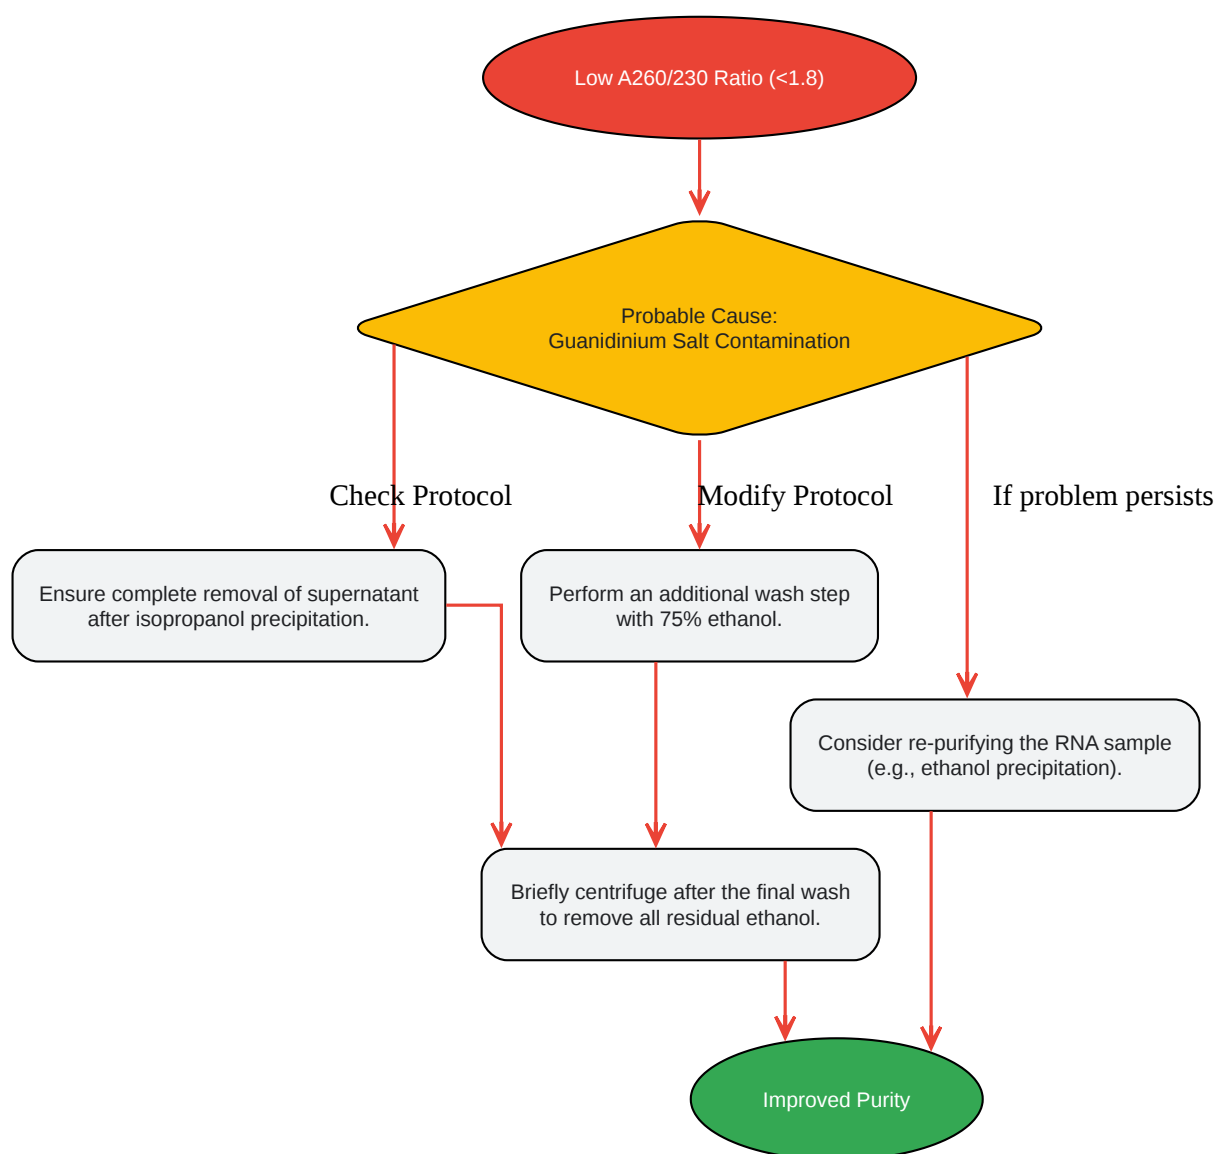 Low A260/230 Ratio (<1.8)
Probable Cause:
Guanidinium Salt Contamination
Check Protocol
Modify Protocol
If problem persists
Ensure complete removal of supernatant
after isopropanol precipitation.
Perform an additional wash step
with 75% ethanol.
Consider re-purifying the RNA sample
(e.g., ethanol precipitation).
Briefly centrifuge after the final wash
to remove all residual ethanol.
Improved Purity